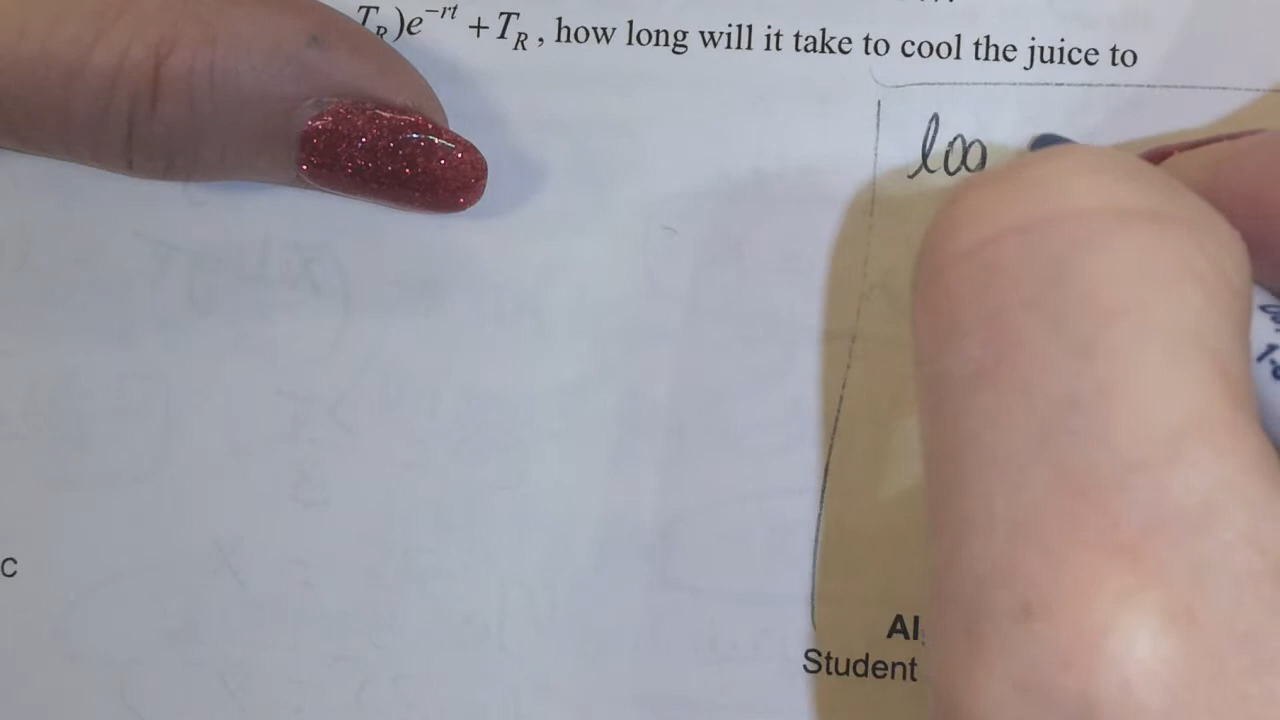 T_R)e^{-rt} + T_R, how long will it take to cool the juice to
loo
C
Al
Student